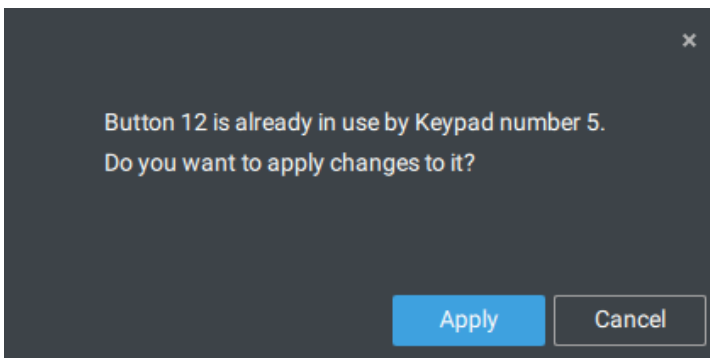 ×
Button 12 is already in use by Keypad number 5.
Do you want to apply changes to it?
Apply
Cancel